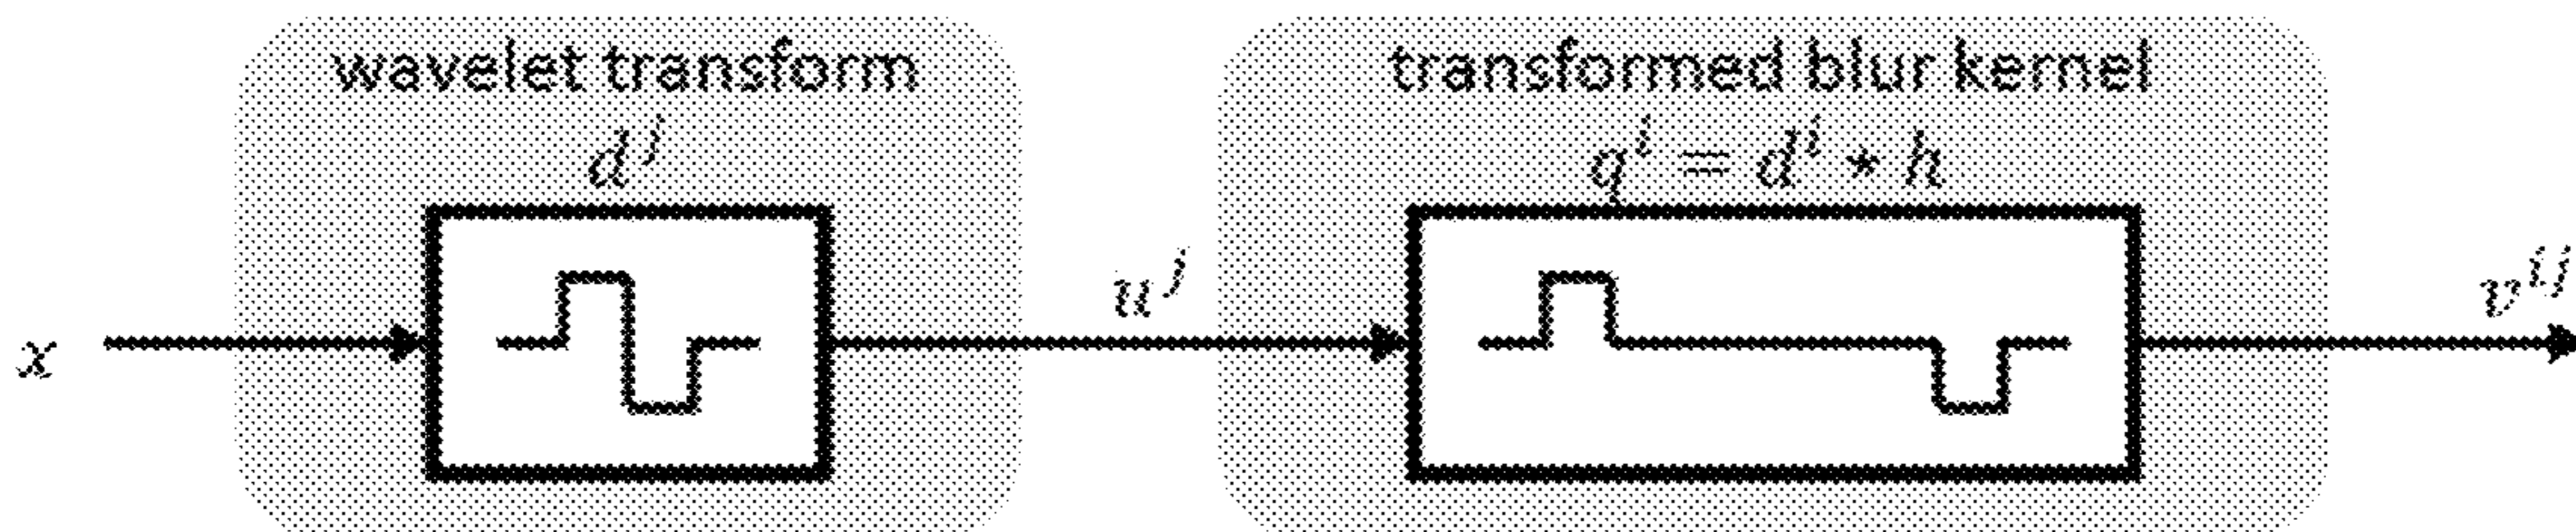 wavelet transform
d^j
transformed blur kernel
q^i = d^i ⋆ h
x
u^j
v^{ij}